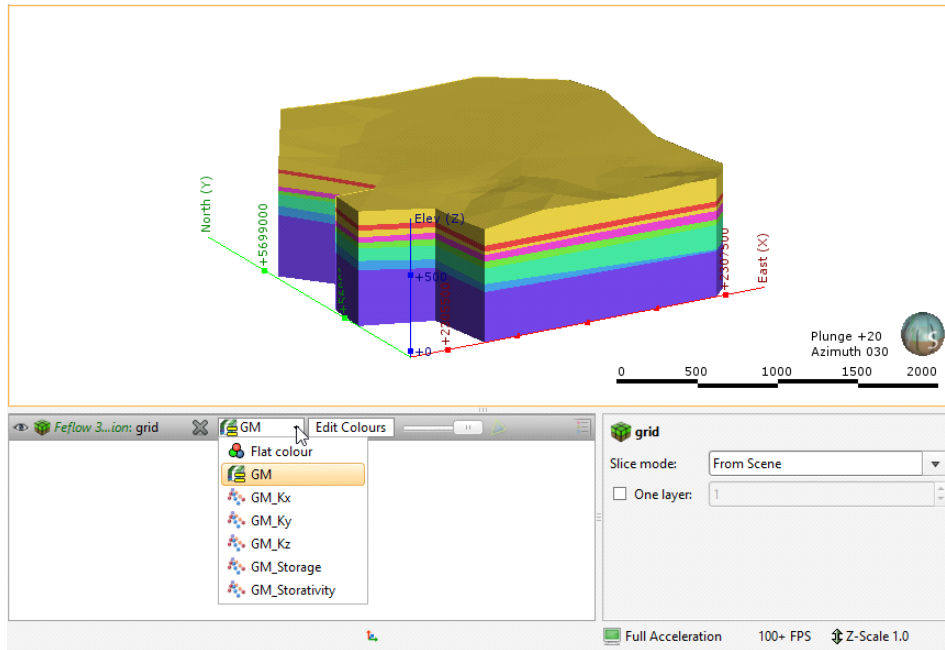 North (Y)
+5699000
Elev (Z)
+500
+0
+2307500
East (X)
Plunge +20
Azimuth 030
S
0 500 1000 1500 2000
Feflow 3...ion: grid
GM
Edit Colours
Flat colour
GM
GM_Kx
GM_Ky
GM_Kz
GM_Storage
GM_Storativity
grid
Slice mode: From Scene
One layer: 1
Full Acceleration 100+ FPS Z-Scale 1.0